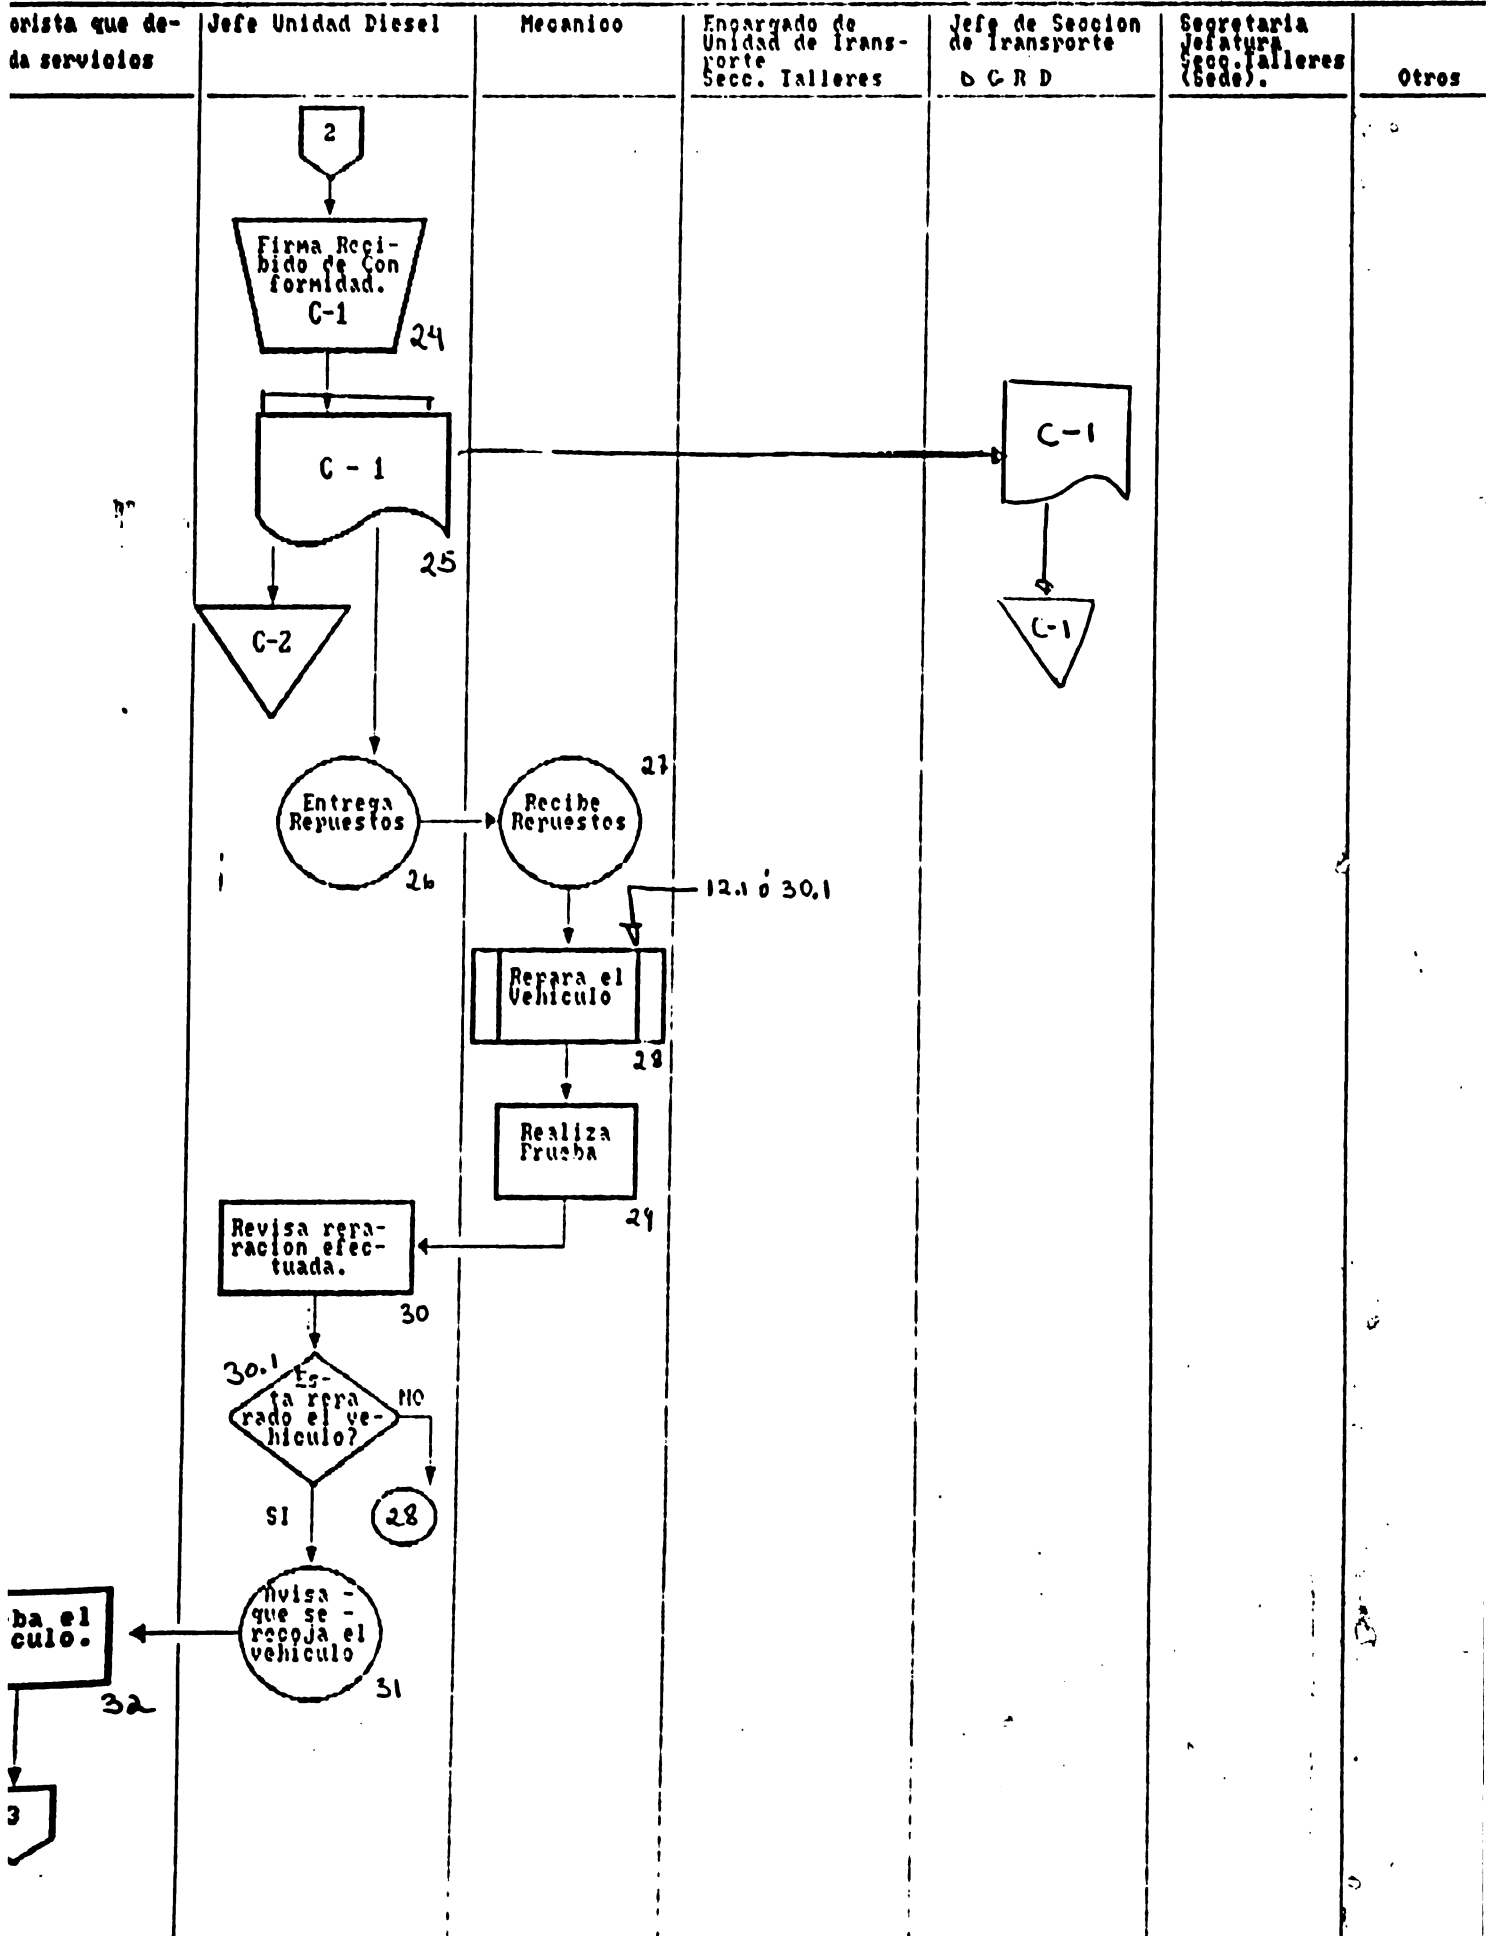 orista que de-
da servicios
Jefe Unidad Diesel
Mecanico
Encargado de
Unidad de Trans-
porte
Secc. Talleres
Jefe de Seccion
de Transporte
D G R D
Secretaria
Jefatura
Secc.Talleres
(Sede).
Otros
2
Firma Reci-
bido de Con
formidad.
C-1
24
C - 1
25
C-1
C-2
C-1
Entrega
Repuestos
26
Recibe
Repuestos
27
12.1 ó 30.1
Repara el
Vehiculo
28
Realiza
Prueba
29
Revisa repa-
racion efec-
tuada.
30
30.1
Es-
ta repa
rado el ve-
hiculo?
NO
28
SI
Avisa -
que se -
recoja el
vehiculo
31
ba el
culo.
32
3